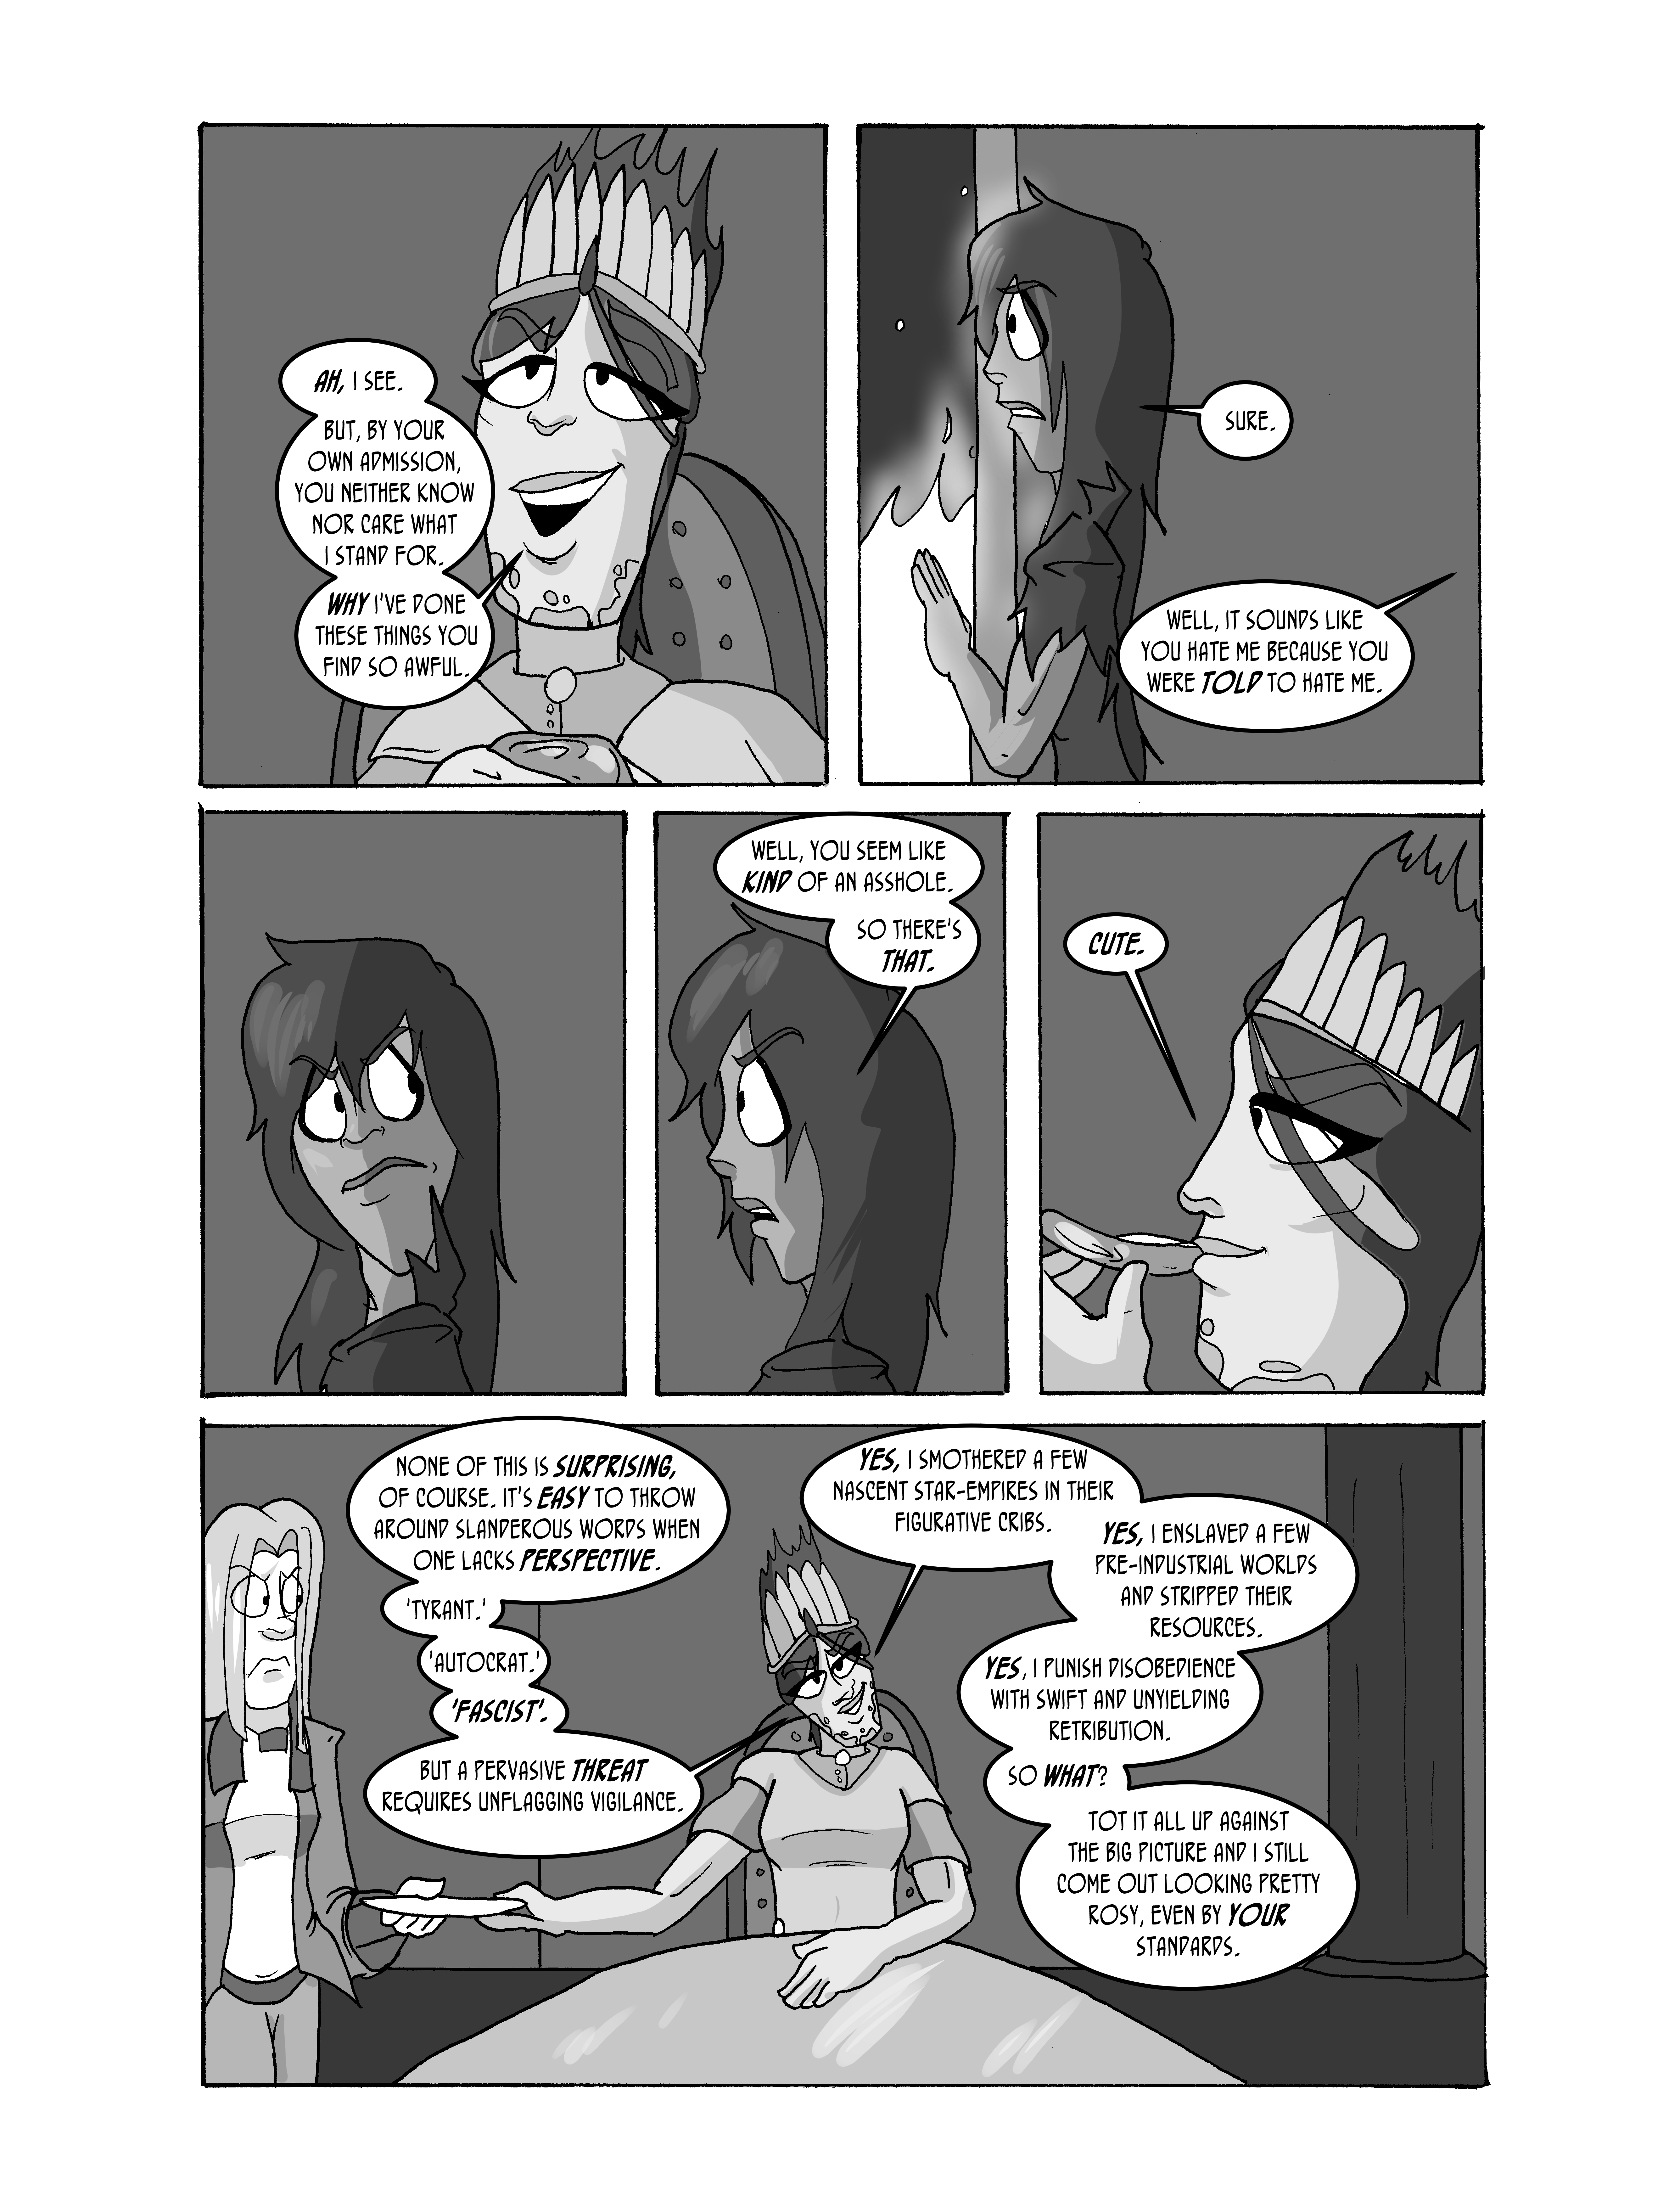 AH, I SEE.
BUT, BY YOUR
OWN ADMISSION,
YOU NEITHER KNOW
NOR CARE WHAT
I STAND FOR.
WHY I'VE DONE
THESE THINGS YOU
FIND SO AWFUL.
SURE.
WELL, IT SOUNDS LIKE
YOU HATE ME BECAUSE YOU
WERE TOLD TO HATE ME.
WELL, YOU SEEM LIKE
KIND OF AN ASSHOLE.
SO THERE'S
THAT.
CUTE.
NONE OF THIS IS SURPRISING,
OF COURSE. IT'S EASY TO THROW
AROUND SLANDEROUS WORDS WHEN
ONE LACKS PERSPECTIVE.
'TYRANT.'
'AUTOCRAT.'
'FASCIST'.
BUT A PERVASIVE THREAT
REQUIRES UNFLAGGING VIGILANCE.
YES, I SMOTHERED A FEW
NASCENT STAR-EMPIRES IN THEIR
FIGURATIVE CRIBS.
YES, I ENSLAVED A FEW
PRE-INDUSTRIAL WORLDS
AND STRIPPED THEIR
RESOURCES.
YES, I PUNISH DISOBEDIENCE
WITH SWIFT AND UNYIELDING
RETRIBUTION.
SO WHAT?
TOT IT ALL UP AGAINST
THE BIG PICTURE AND I STILL
COME OUT LOOKING PRETTY
ROSY, EVEN BY YOUR
STANDARDS.